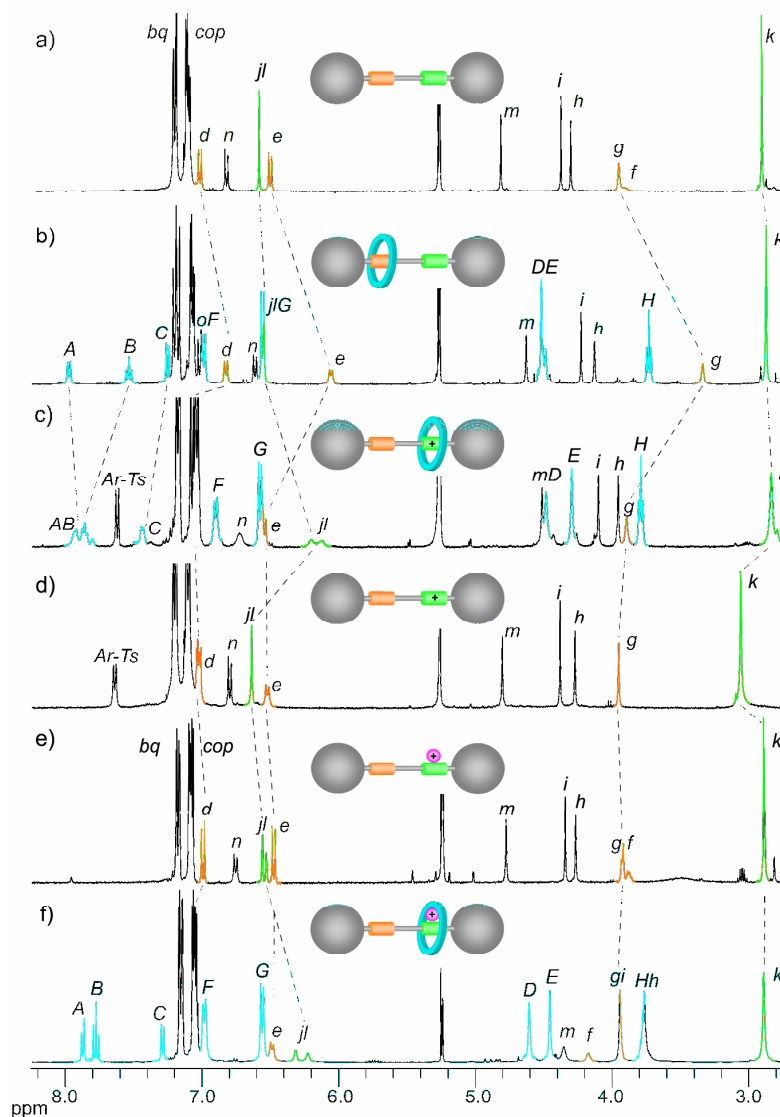 a)
bq cop d n jl e m i h g f k
b)
A B C oF d n jlG e m DE i h H g k
c)
AB Ar-Ts C F n G e jl mD E i h g H
d)
Ar-Ts d n jl e m i h g k
e)
bq cop d n jl e m i h g f k
f)
A B C F G e jl D E m f gi Hh k
8.0 7.0 6.0 5.0 4.0 3.0
ppm